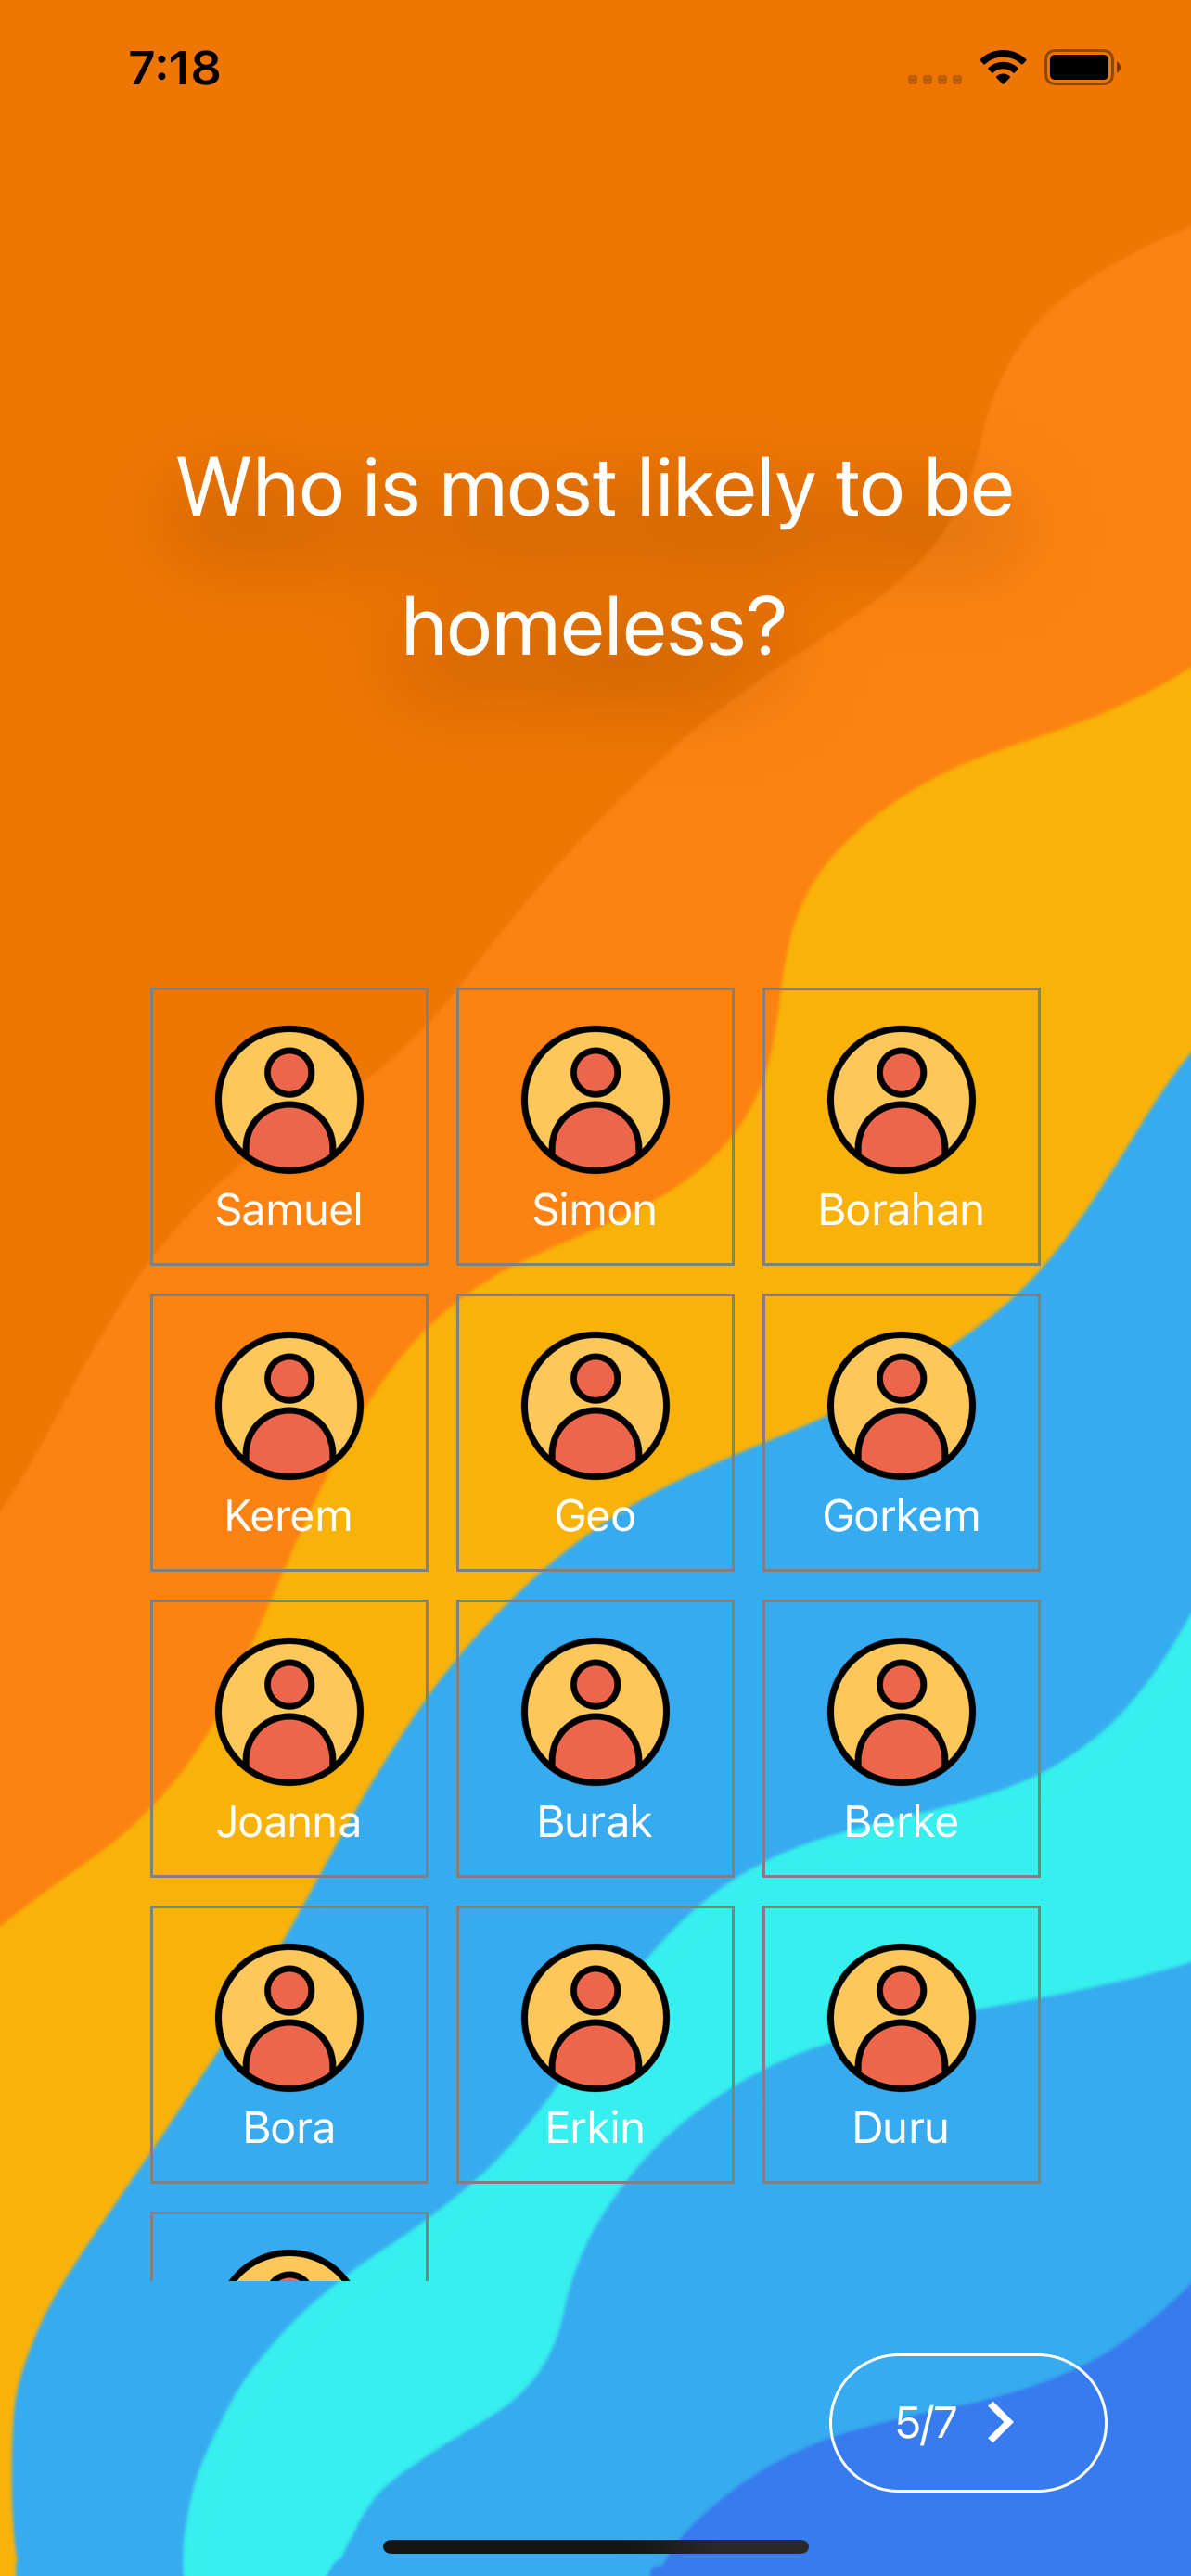 7:18
Who is most likely to be
homeless?
Samuel Simon Borahan
Kerem Geo Gorkem
Joanna Burak Berke
Bora Erkin Duru
5/7